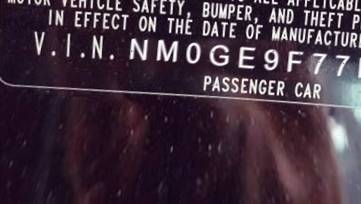 MOTOR VEHICLE SAFETY, BUMPER, AND THEFT
IN EFFECT ON THE DATE OF MANUFACTUR
V.I.N. NM0GE9F77
PASSENGER CAR